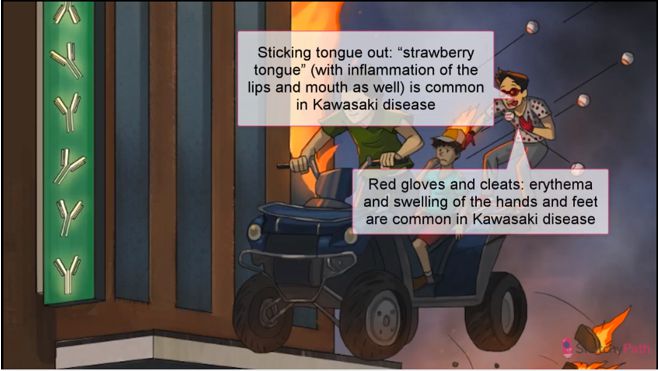 Sticking tongue out: “strawberry
tongue” (with inflammation of the
lips and mouth as well) is common
in Kawasaki disease
Red gloves and cleats: erythema
and swelling of the hands and feet
are common in Kawasaki disease
SketchyPath